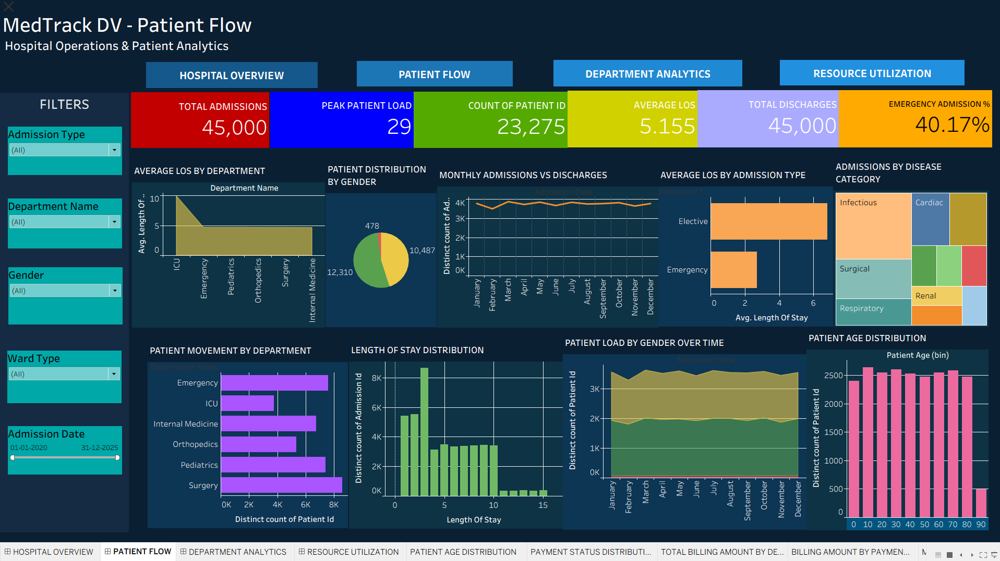 MedTrack DV - Patient Flow
Hospital Operations & Patient Analytics
HOSPITAL OVERVIEW
PATIENT FLOW
DEPARTMENT ANALYTICS
RESOURCE UTILIZATION
FILTERS
Admission Type
(All)
Department Name
(All)
Gender
(All)
Ward Type
(All)
Admission Date
01-01-2020 31-12-2025
TOTAL ADMISSIONS
45,000
PEAK PATIENT LOAD
29
COUNT OF PATIENT ID
23,275
AVERAGE LOS
5.155
TOTAL DISCHARGES
45,000
EMERGENCY ADMISSION %
40.17%
AVERAGE LOS BY DEPARTMENT
Department Name
Avg. Length Of..
10
5
0
ICU
Emergency
Pediatrics
Orthopedics
Surgery
Internal Medicine
PATIENT DISTRIBUTION
BY GENDER
478
10,487
12,310
MONTHLY ADMISSIONS VS DISCHARGES
Admission Date
Distinct count of Ad..
4K
3K
2K
1K
0K
January
February
March
April
May
June
July
August
September
October
November
December
AVERAGE LOS BY ADMISSION TYPE
Admission T..
Elective
Emergency
0 2 4 6
Avg. Length Of Stay
ADMISSIONS BY DISEASE
CATEGORY
Infectious
Cardiac
Surgical
Respiratory
Renal
PATIENT MOVEMENT BY DEPARTMENT
Department Name
Emergency
ICU
Internal Medicine
Orthopedics
Pediatrics
Surgery
0K 2K 4K 6K 8K
Distinct count of Patient Id
LENGTH OF STAY DISTRIBUTION
Distinct count of Admission Id
8K
6K
4K
2K
0K
0 5 10 15
Length Of Stay
PATIENT LOAD BY GENDER OVER TIME
Admission Date
Distinct count of Patient Id
3K
2K
1K
0K
January
February
March
April
May
June
July
August
September
October
November
December
PATIENT AGE DISTRIBUTION
Patient Age (bin)
Distinct count of Patient Id
2500
2000
1500
1000
500
0
0 10 20 30 40 50 60 70 80 90
HOSPITAL OVERVIEW
PATIENT FLOW
DEPARTMENT ANALYTICS
RESOURCE UTILIZATION
PATIENT AGE DISTRIBUTION
PAYMENT STATUS DISTRIBUTI...
TOTAL BILLING AMOUNT BY DE...
BILLING AMOUNT BY PAYMEN...